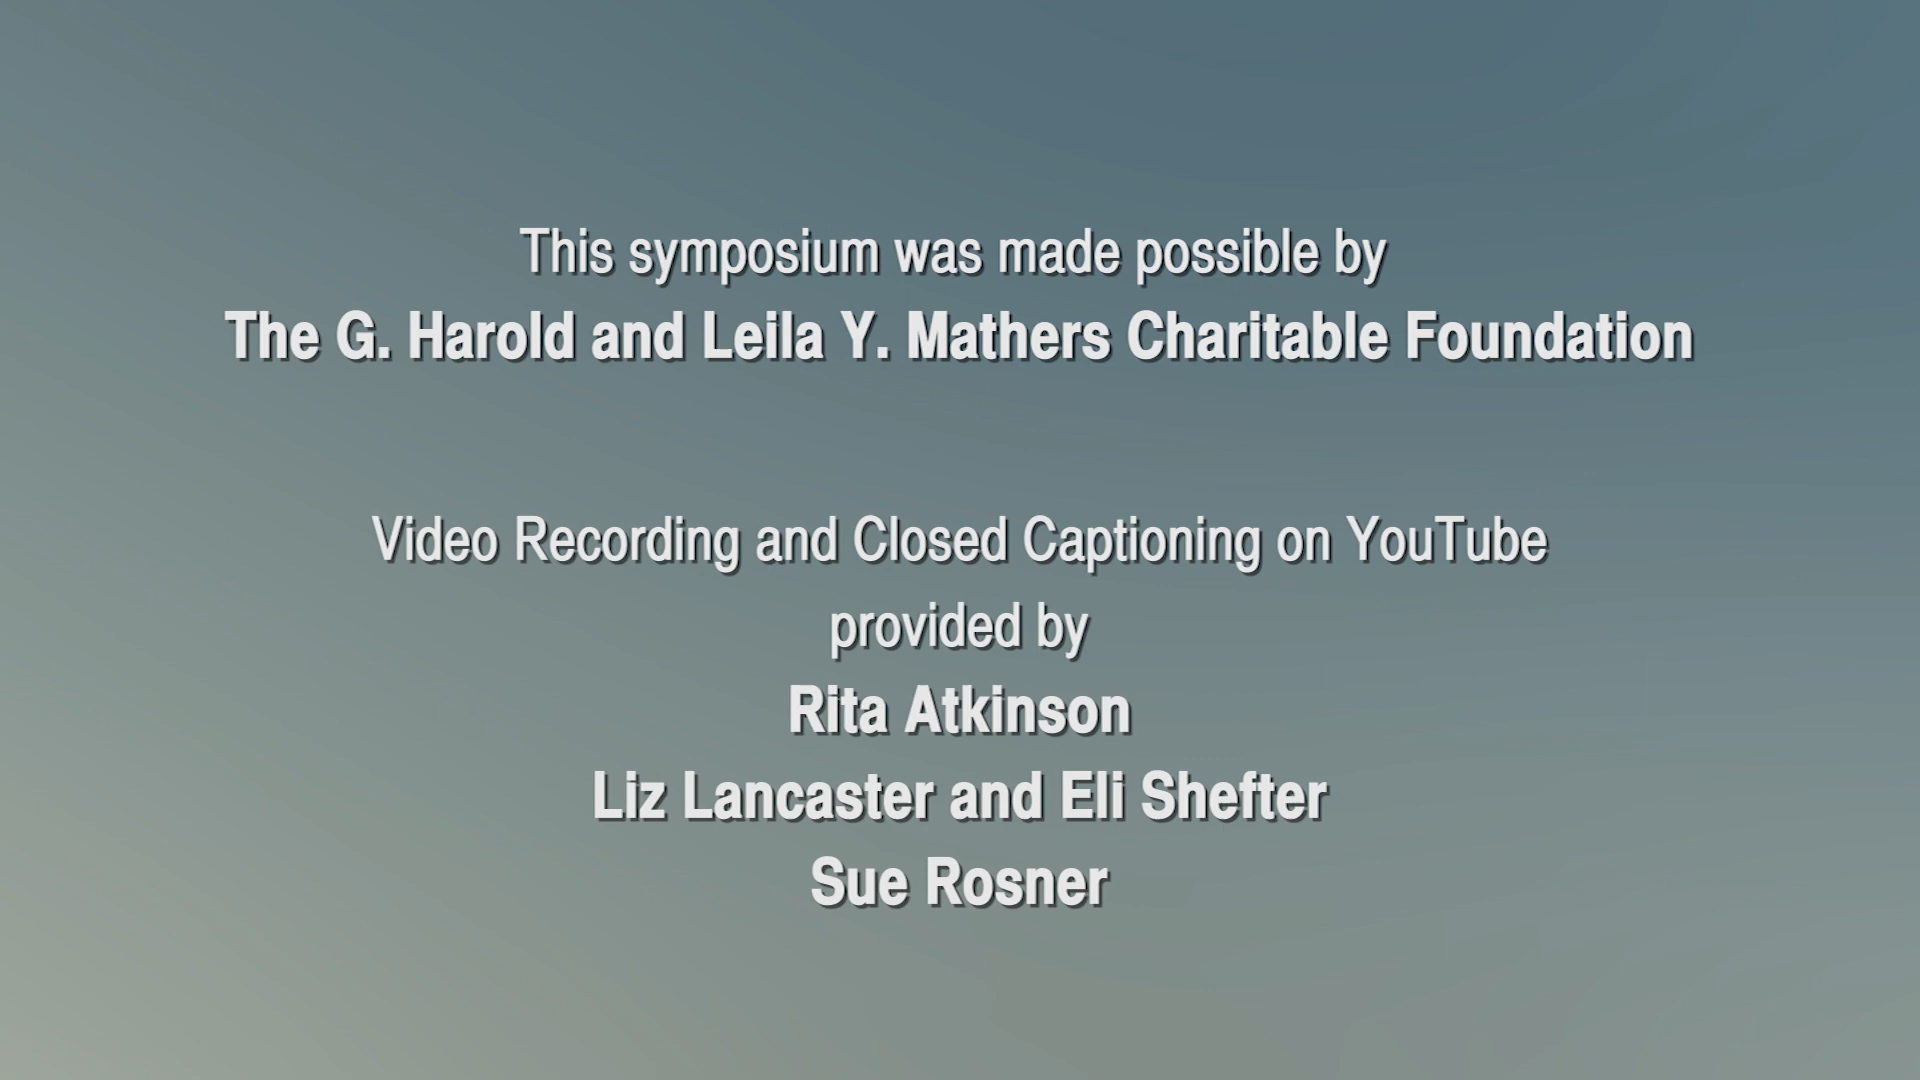 This symposium was made possible by
The G. Harold and Leila Y. Mathers Charitable Foundation
Video Recording and Closed Captioning on YouTube
provided by
Rita Atkinson
Liz Lancaster and Eli Shefter
Sue Rosner